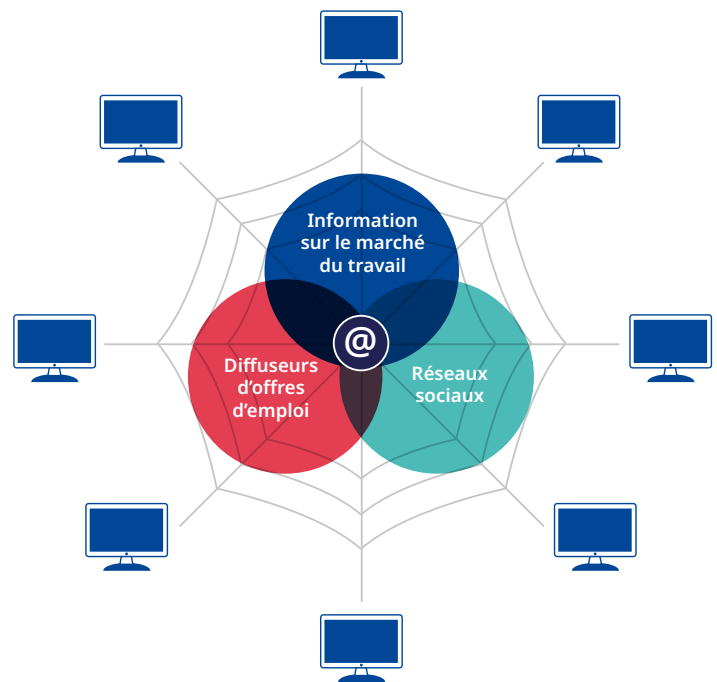 Information
sur le marché
du travail
@
Diffuseurs
d'offres
d'emploi
Réseaux
sociaux